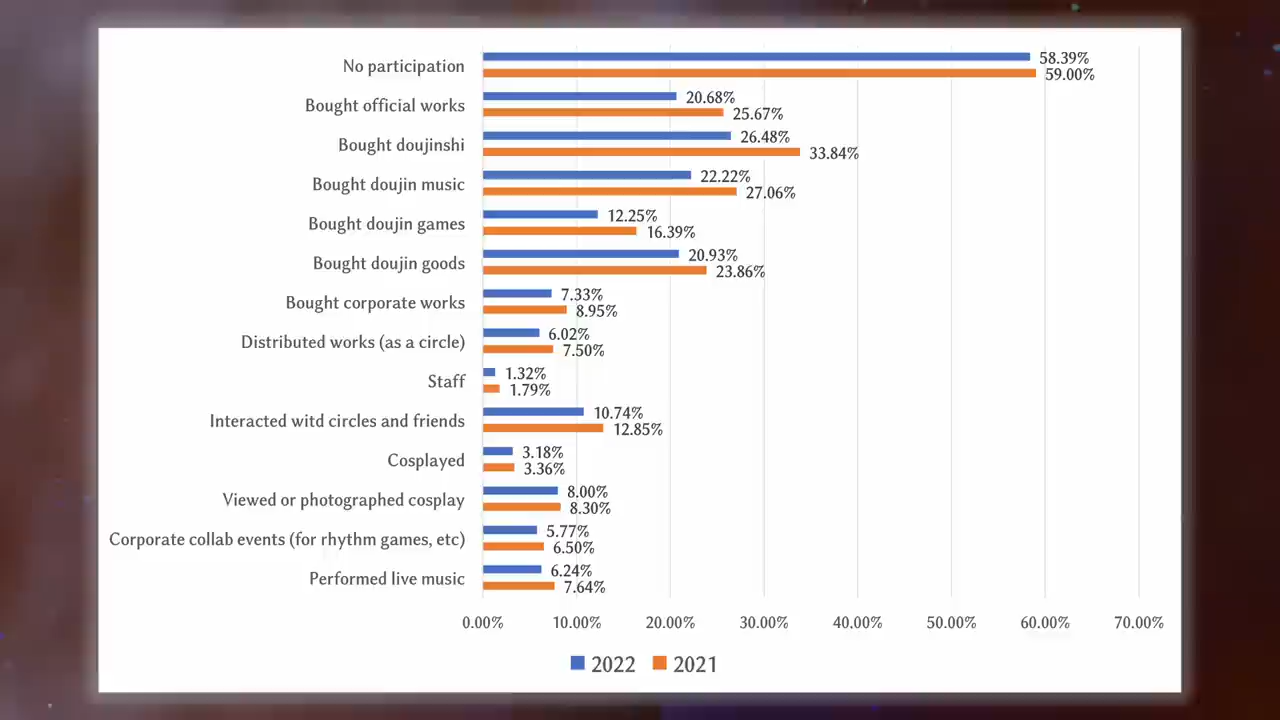 No participation 58.39%
59.00%
Bought official works 20.68%
25.67%
Bought doujinshi 26.48%
33.84%
Bought doujin music 22.22%
27.06%
Bought doujin games 12.25%
16.39%
Bought doujin goods 20.93%
23.86%
Bought corporate works 7.33%
8.95%
Distributed works (as a circle) 6.02%
7.50%
Staff 1.32%
1.79%
Interacted witd circles and friends 10.74%
12.85%
Cosplayed 3.18%
3.36%
Viewed or photographed cosplay 8.00%
8.30%
Corporate collab events (for rhythm games, etc) 5.77%
6.50%
Performed live music 6.24%
7.64%
0.00% 10.00% 20.00% 30.00% 40.00% 50.00% 60.00% 70.00%
2022 2021